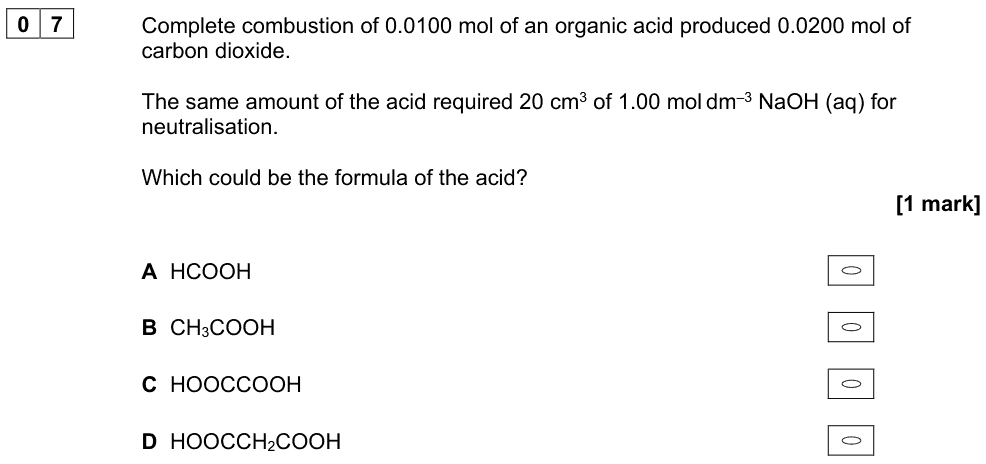 0 7 Complete combustion of 0.0100 mol of an organic acid produced 0.0200 mol of
carbon dioxide.
The same amount of the acid required 20 cm³ of 1.00 mol dm⁻³ NaOH (aq) for
neutralisation.
Which could be the formula of the acid?
[1 mark]
A HCOOH
B CH₃COOH
C HOOCCOOH
D HOOCCH₂COOH